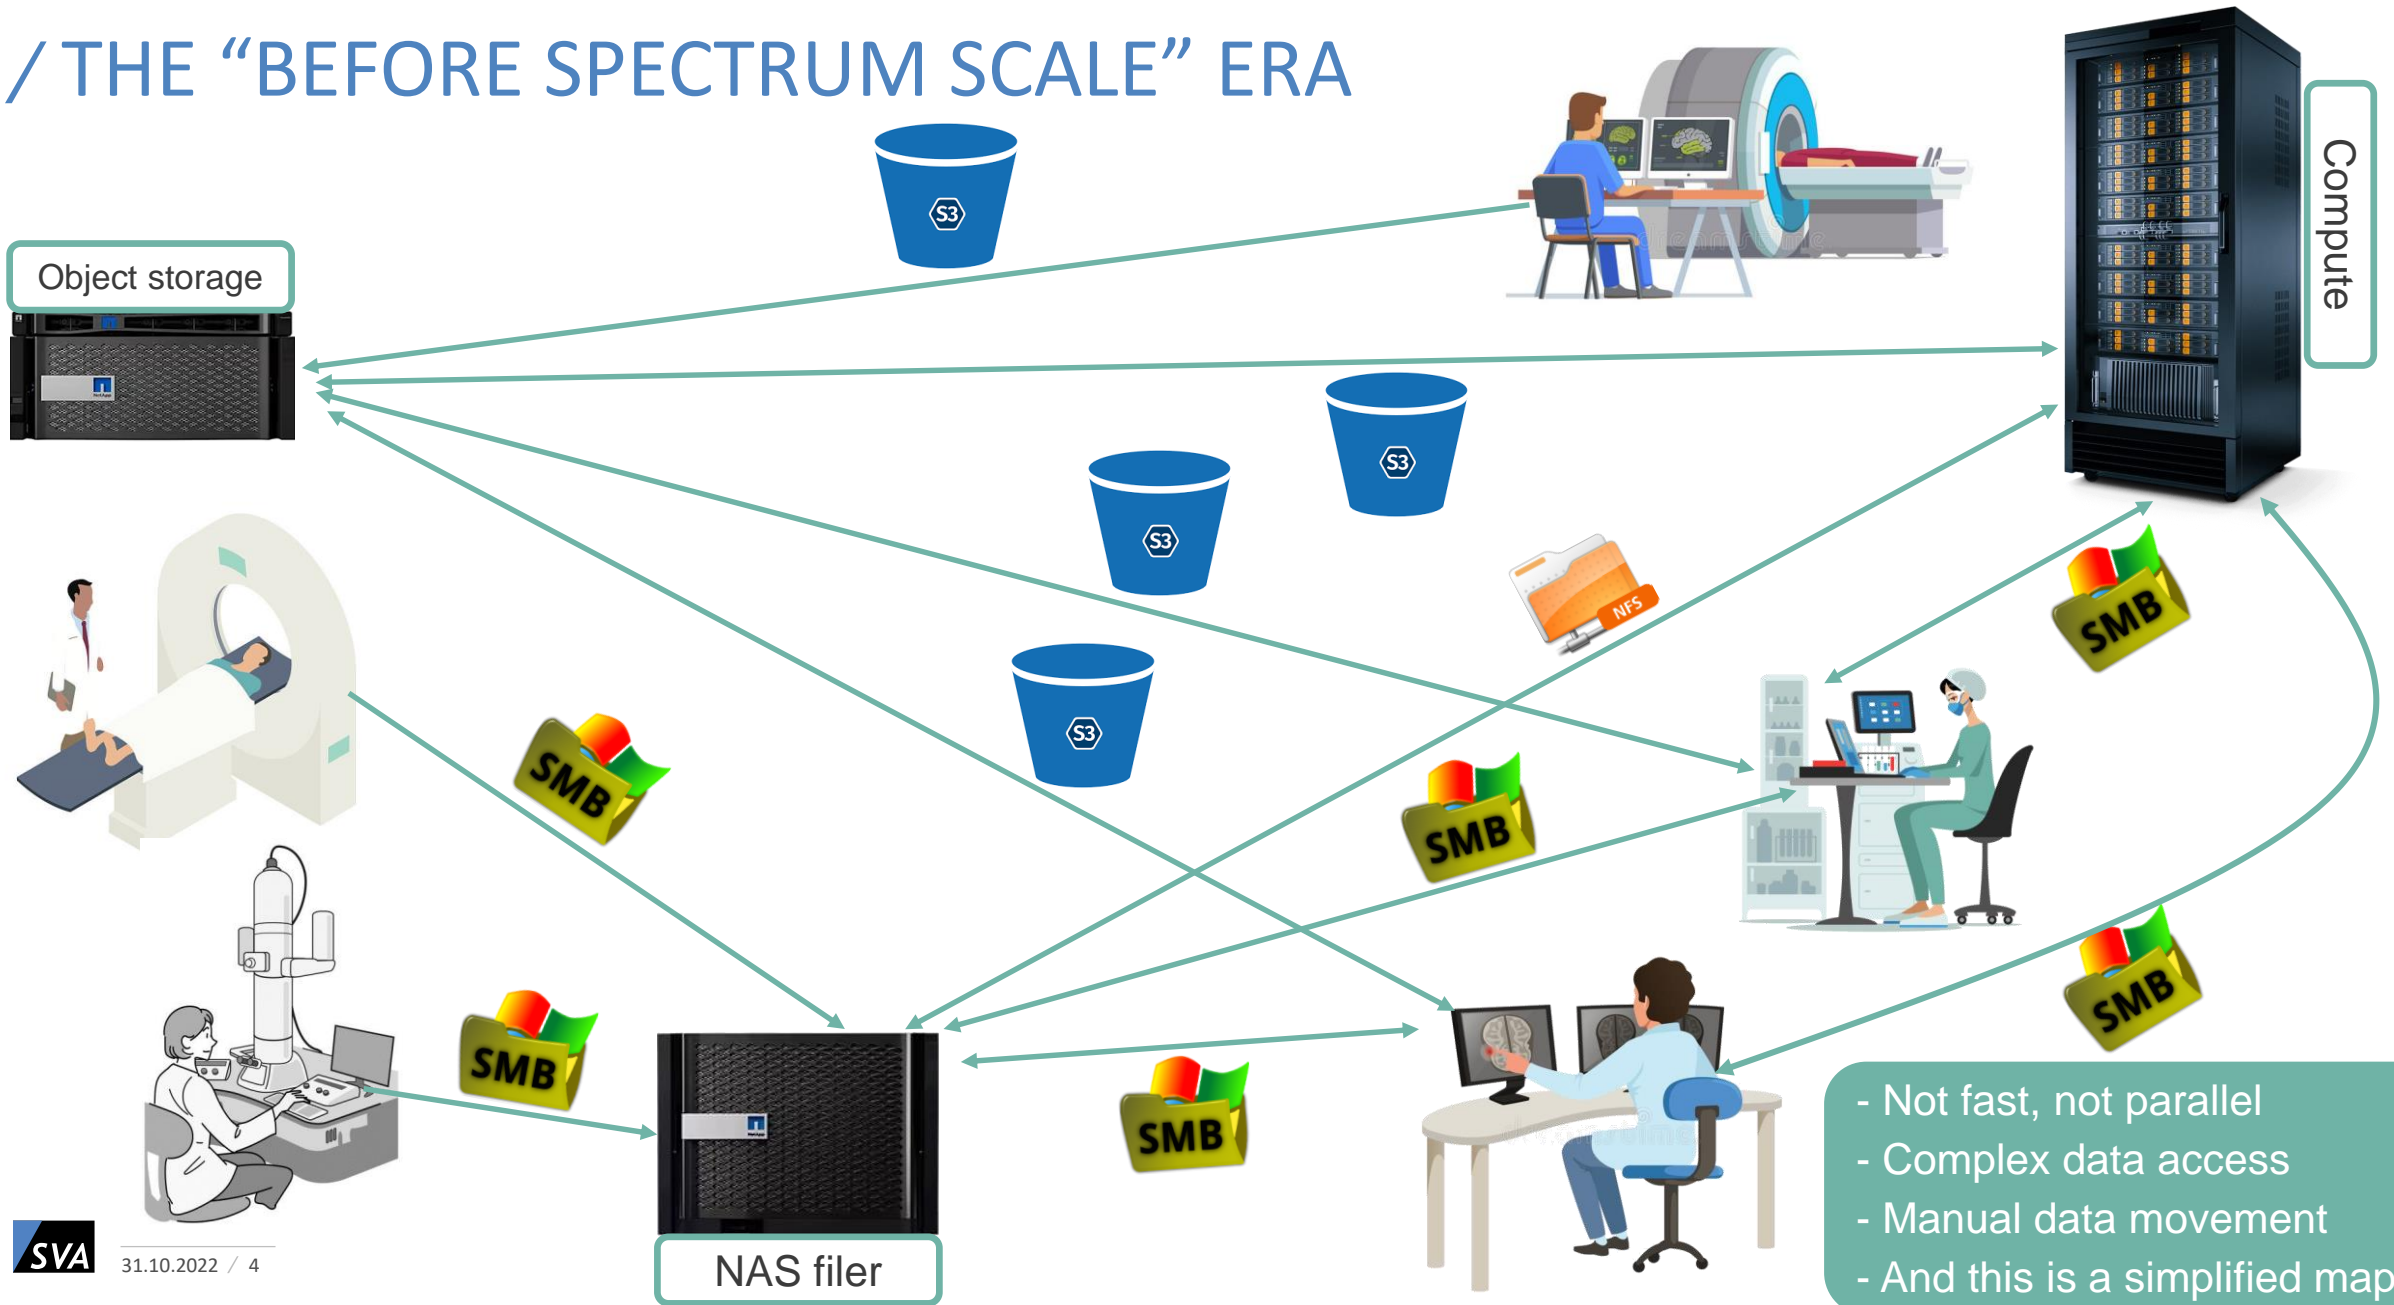 / THE “BEFORE SPECTRUM SCALE” ERA
S3
Object storage
Compute
NetApp
S3
S3
NFS
SMB
S3
SMB
SMB
SMB
SMB
SMB
NetApp
NAS filer
- Not fast, not parallel
- Complex data access
- Manual data movement
- And this is a simplified map
SVA
31.10.2022 / 4